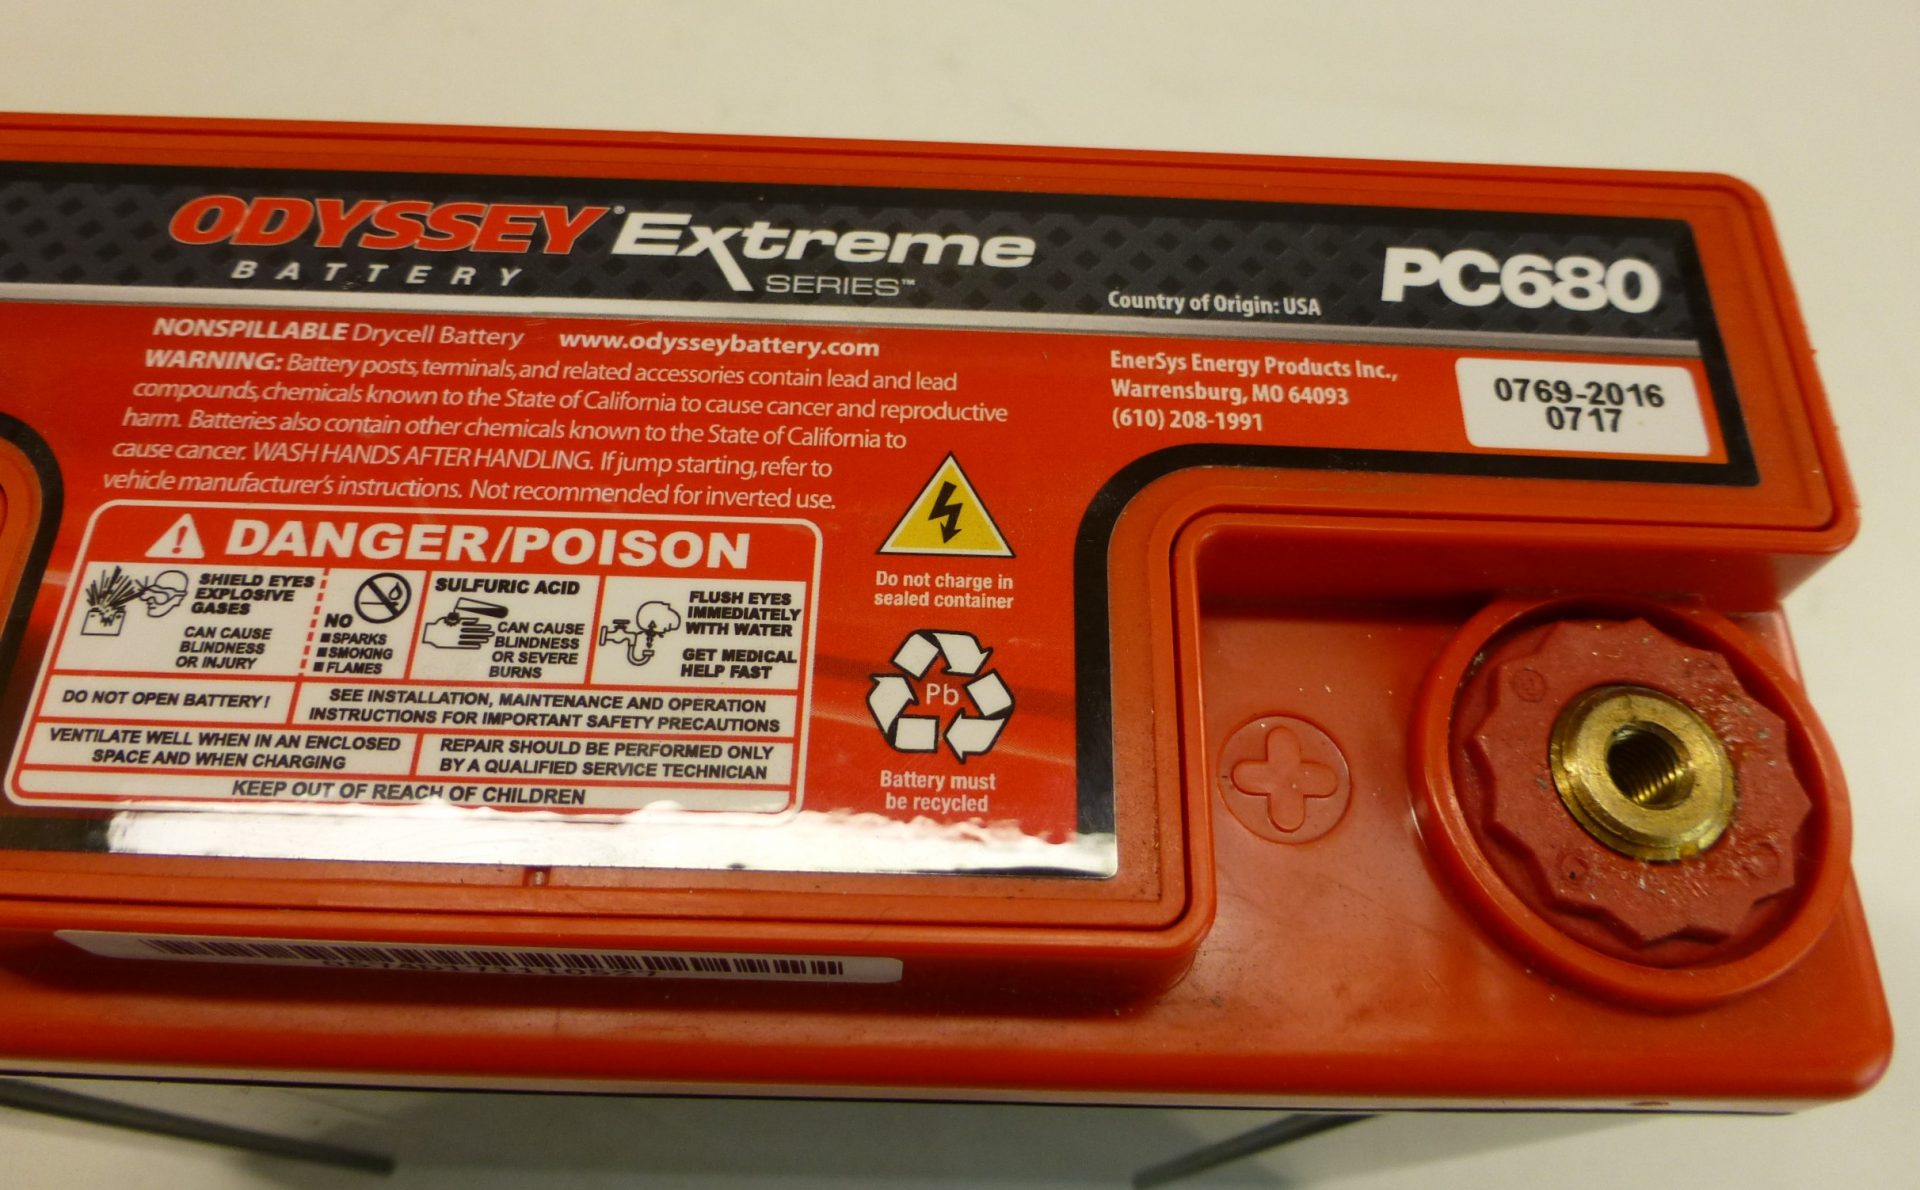 ODYSSEY® Extreme
BATTERY
SERIES™
Country of Origin: USA
PC680
NONSPILLABLE Drycell Battery www.odysseybattery.com
WARNING: Battery posts, terminals, and related accessories contain lead and lead
compounds, chemicals known to the State of California to cause cancer and reproductive
harm. Batteries also contain other chemicals known to the State of California to
cause cancer. WASH HANDS AFTER HANDLING. If jump starting, refer to
vehicle manufacturer's instructions. Not recommended for inverted use.
EnerSys Energy Products Inc.,
Warrensburg, MO 64093
(610) 208-1991
0769-2016
0717
DANGER/POISON
SHIELD EYES
EXPLOSIVE
GASES
CAN CAUSE
BLINDNESS
OR INJURY
NO
SPARKS
SMOKING
FLAMES
SULFURIC ACID
CAN CAUSE
BLINDNESS
OR SEVERE
BURNS
FLUSH EYES
IMMEDIATELY
WITH WATER
GET MEDICAL
HELP FAST
DO NOT OPEN BATTERY!
SEE INSTALLATION, MAINTENANCE AND OPERATION
INSTRUCTIONS FOR IMPORTANT SAFETY PRECAUTIONS
VENTILATE WELL WHEN IN AN ENCLOSED
SPACE AND WHEN CHARGING
REPAIR SHOULD BE PERFORMED ONLY
BY A QUALIFIED SERVICE TECHNICIAN
KEEP OUT OF REACH OF CHILDREN
Do not charge in
sealed container
Pb
Battery must
be recycled